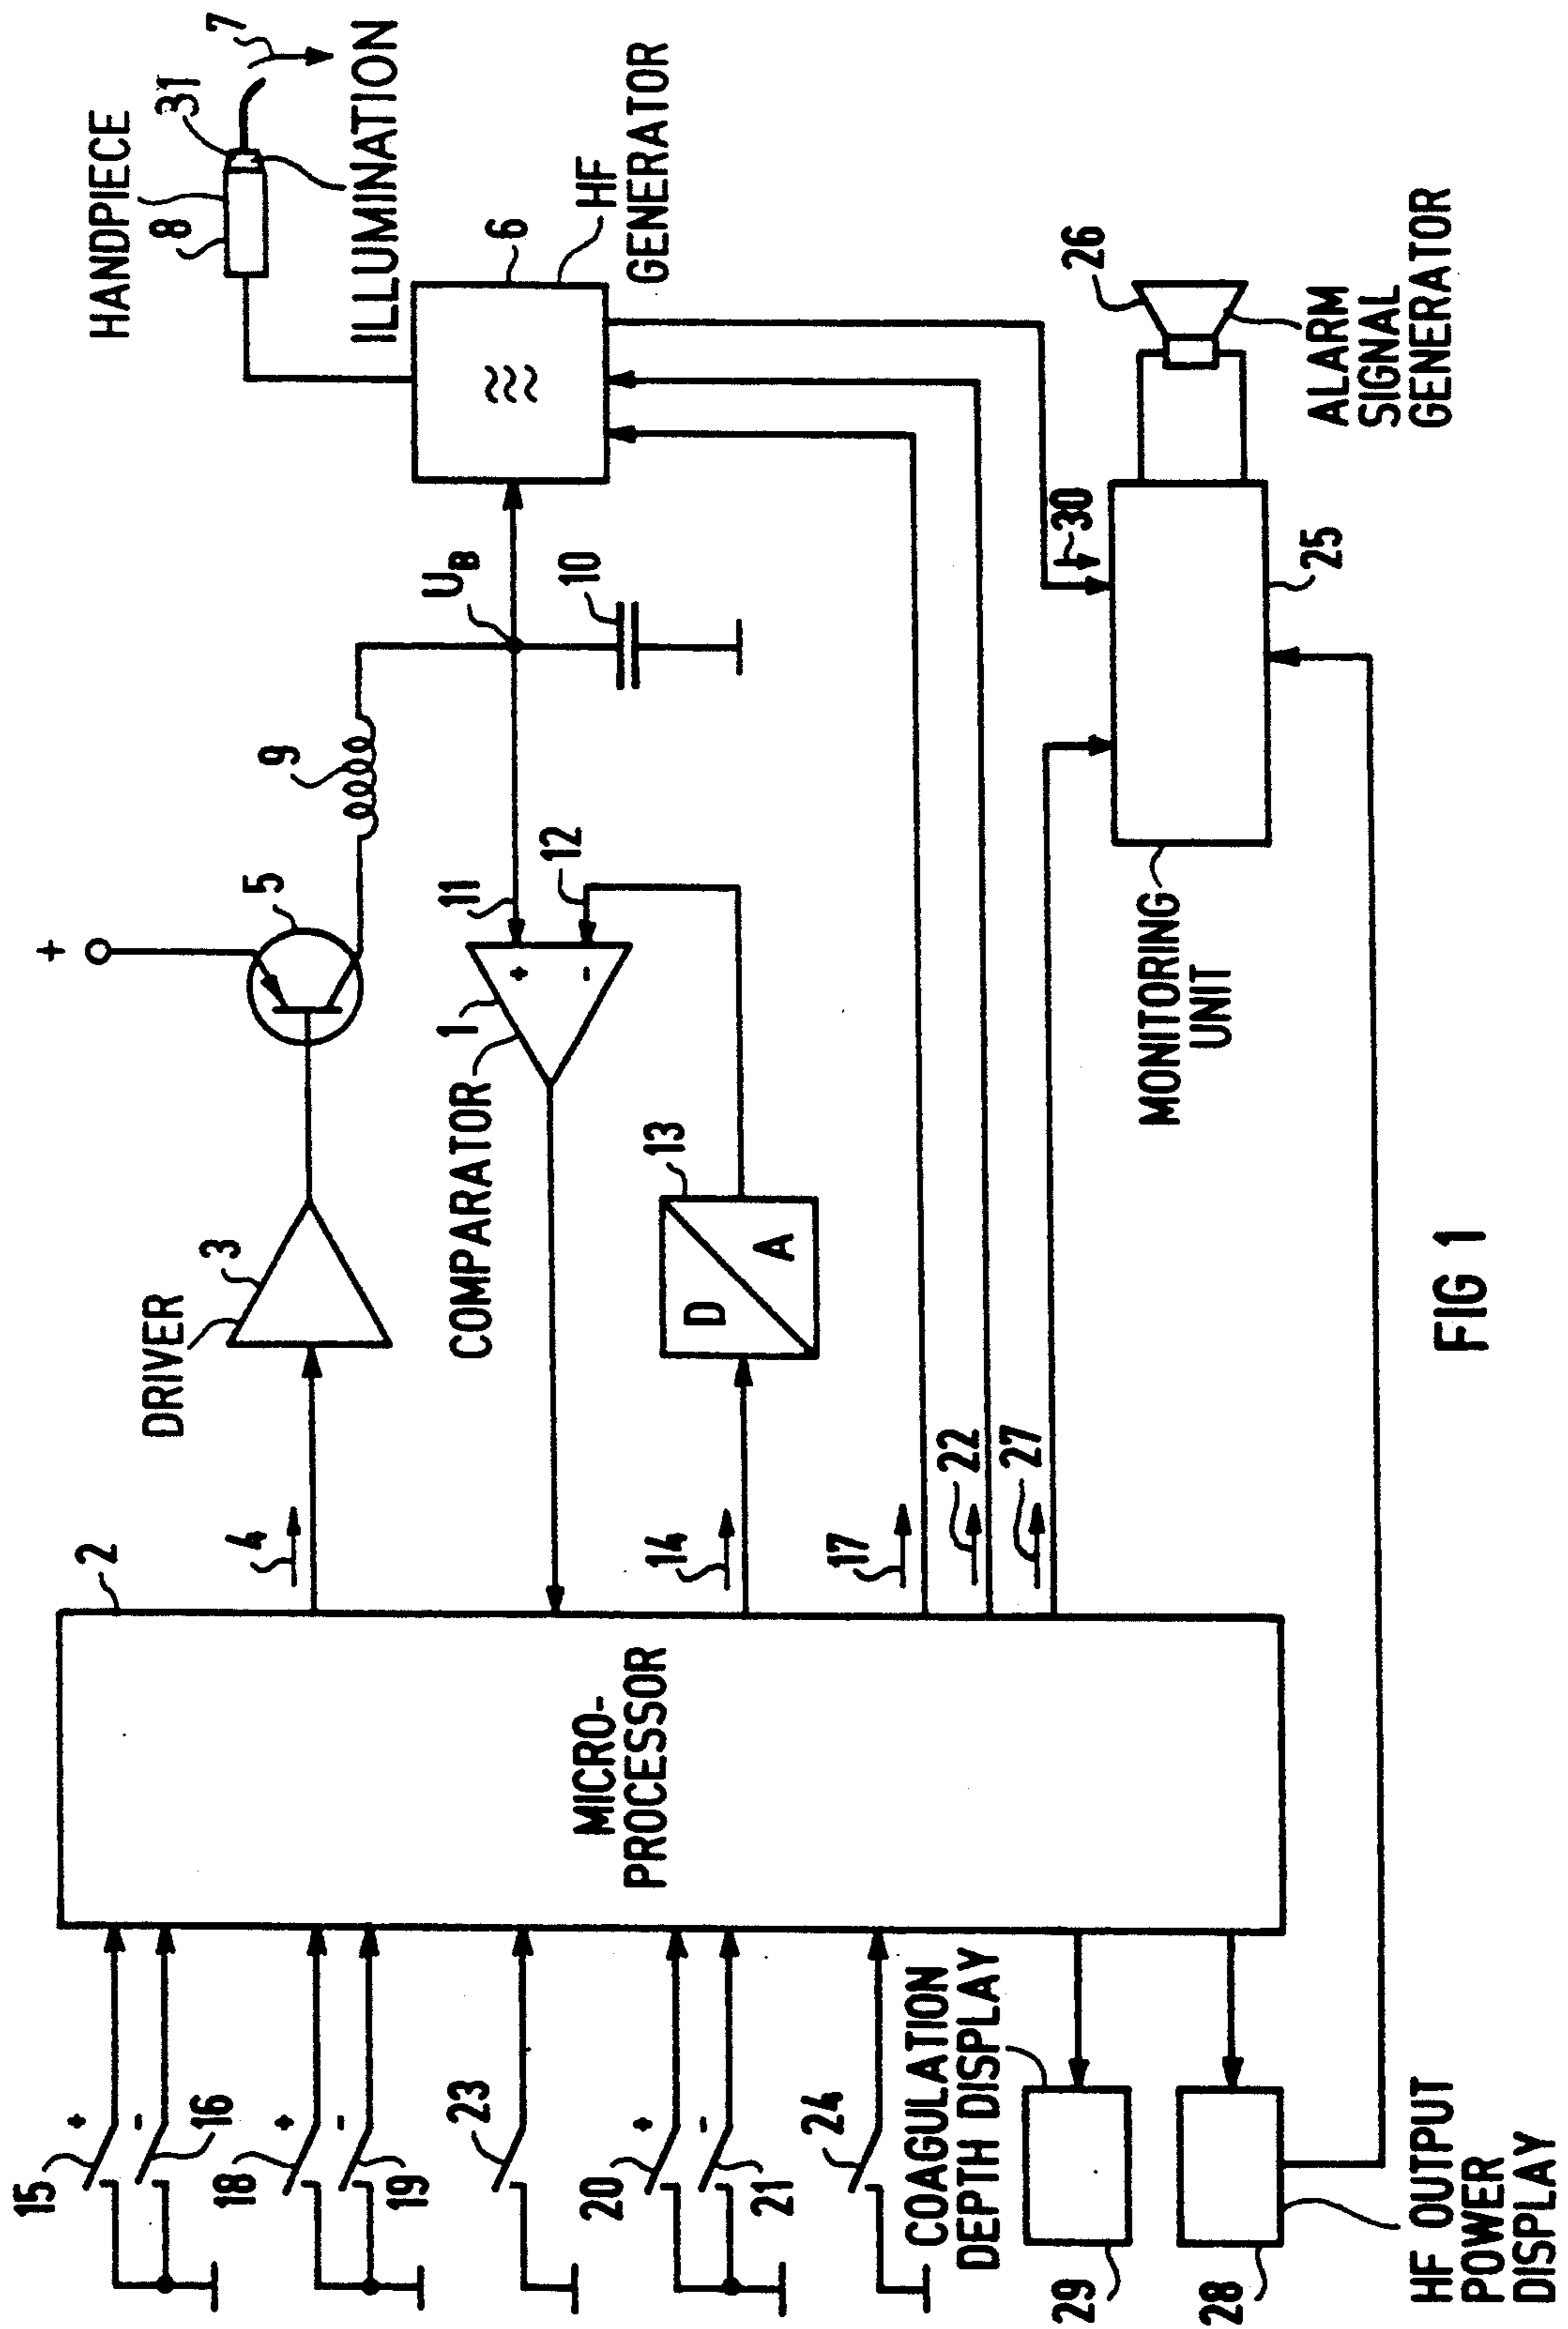 HANDPIECE
8
31
7
ILLUMINATION
6
HF
GENERATOR
+
5
9
U_B
10
DRIVER
3
4
2
11
12
+
-
1
COMPARATOR
13
D
A
14
17
22
27
30
26
ALARM
SIGNAL
GENERATOR
25
MONITORING
UNIT
MICRO-
PROCESSOR
15
+
-
16
18
+
-
19
23
20
+
-
21
24
COAGULATION
DEPTH DISPLAY
29
28
HF OUTPUT
POWER
DISPLAY
FIG 1